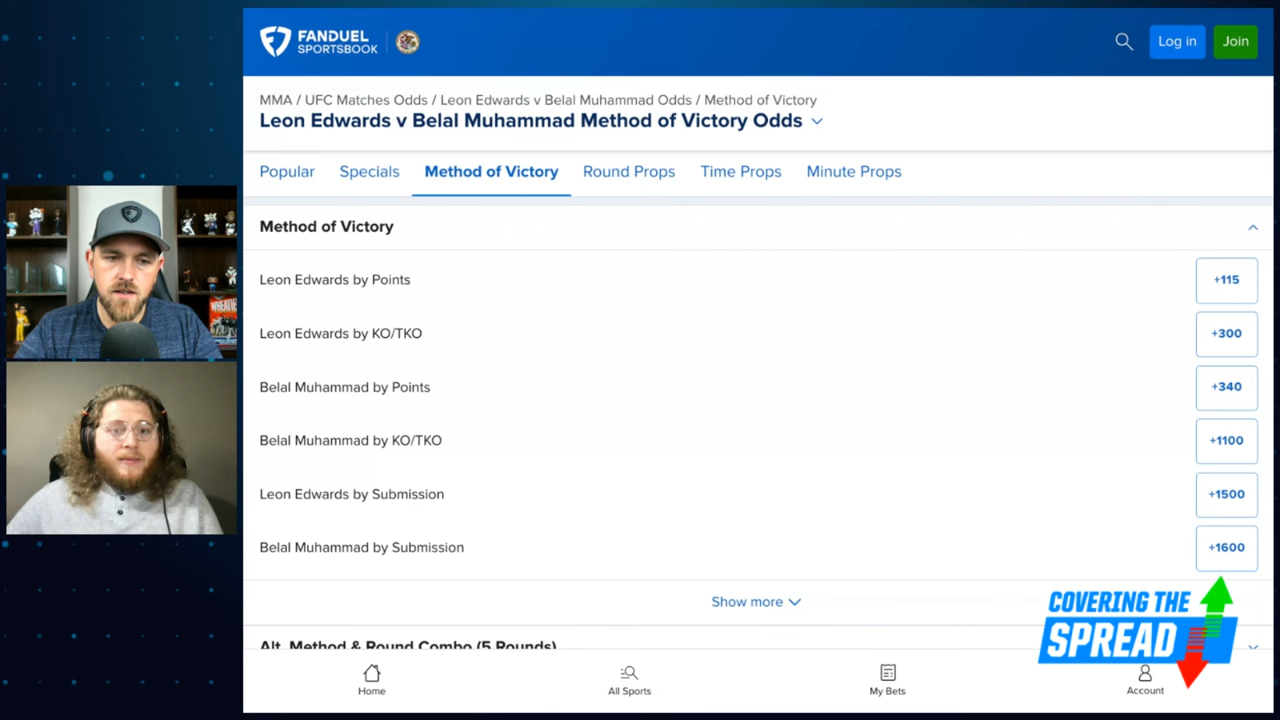 FANDUEL
SPORTSBOOK
Log in
Join
MMA / UFC Matches Odds / Leon Edwards v Belal Muhammad Odds / Method of Victory
Leon Edwards v Belal Muhammad Method of Victory Odds
Popular
Specials
Method of Victory
Round Props
Time Props
Minute Props
Method of Victory
Leon Edwards by Points
+115
Leon Edwards by KO/TKO
+300
Belal Muhammad by Points
+340
Belal Muhammad by KO/TKO
+1100
Leon Edwards by Submission
+1500
Belal Muhammad by Submission
+1600
Show more
Alt. Method & Round Combo (5 Rounds)
Home
All Sports
My Bets
Account
COVERING THE
SPREAD
WHEATIES